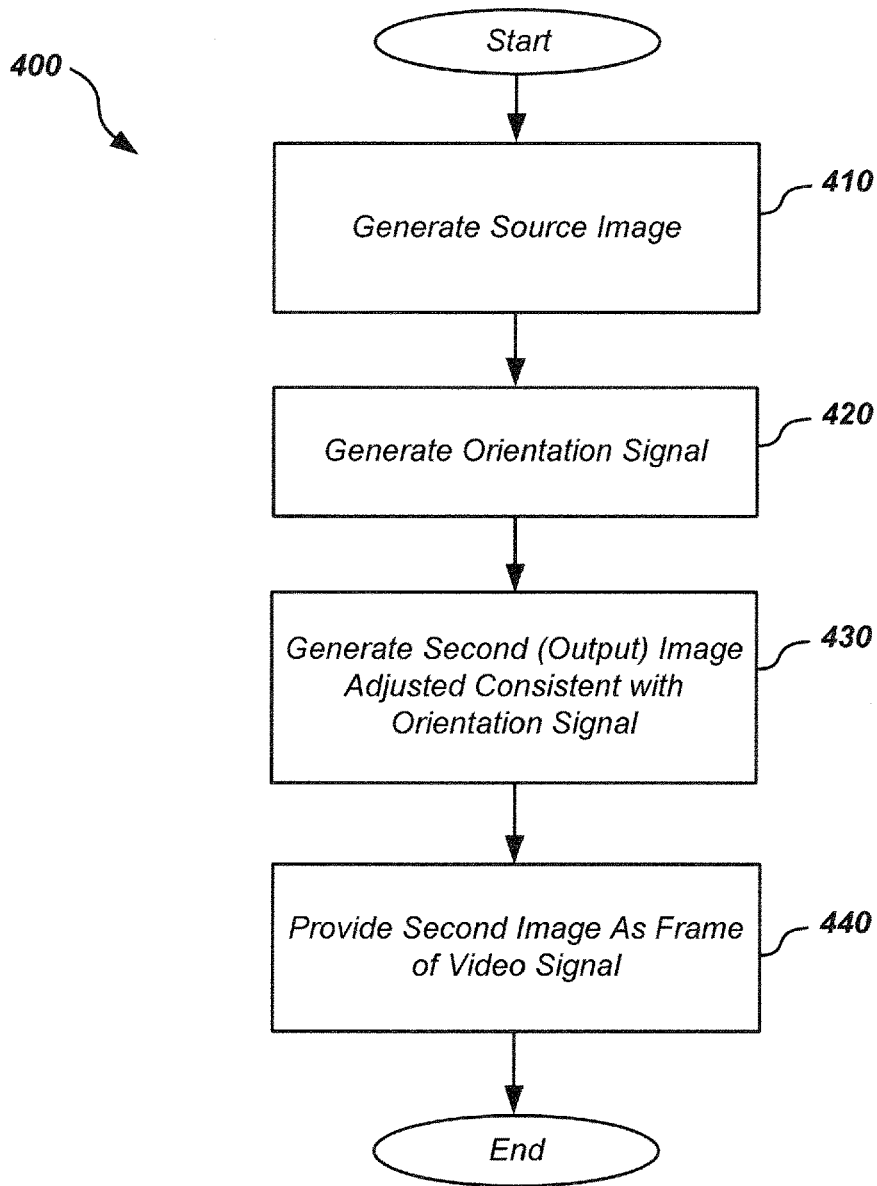 Start
400
410
Generate Source Image
420
Generate Orientation Signal
430
Generate Second (Output) Image
Adjusted Consistent with
Orientation Signal
440
Provide Second Image As Frame
of Video Signal
End